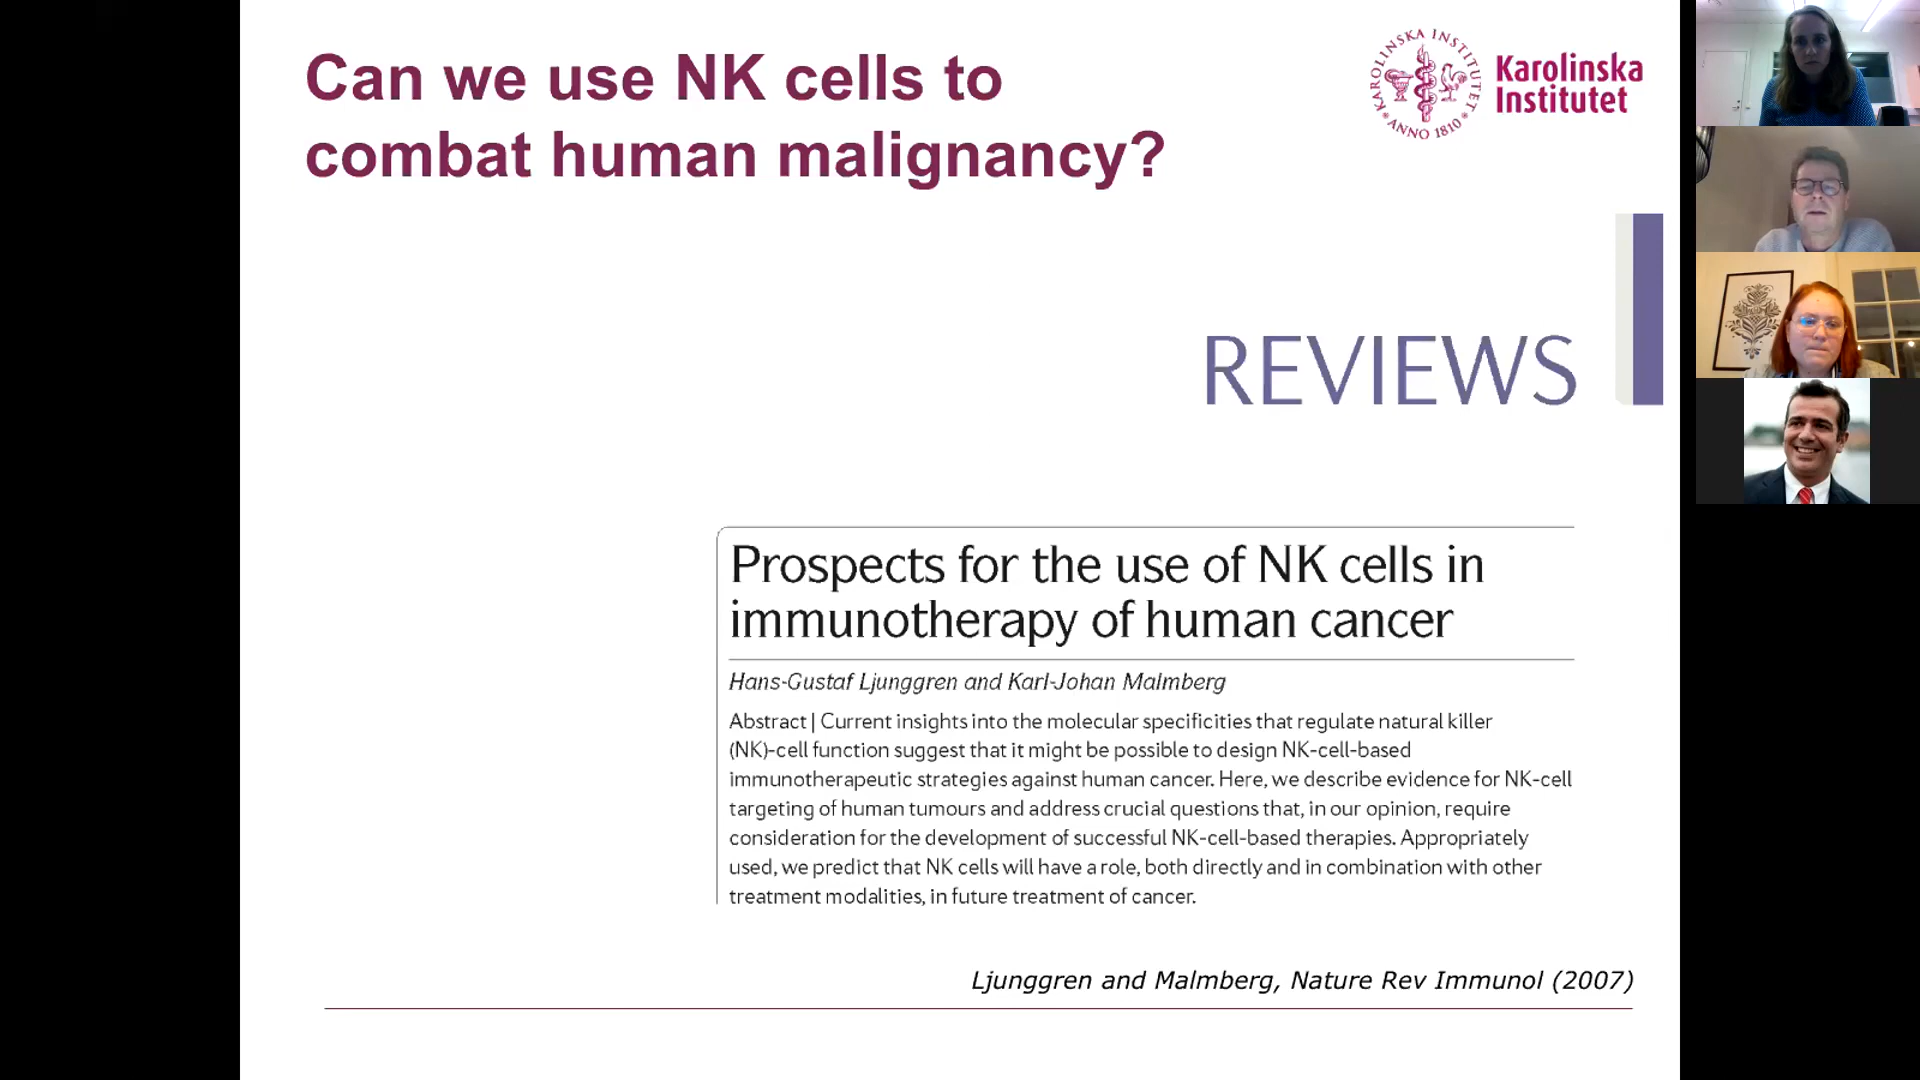 Can we use NK cells to
combat human malignancy?
KAROLINSKA INSTITUTET
ANNO 1810
Karolinska
Institutet
REVIEWS
Prospects for the use of NK cells in
immunotherapy of human cancer
Hans-Gustaf Ljunggren and Karl-Johan Malmberg
Abstract | Current insights into the molecular specificities that regulate natural killer
(NK)-cell function suggest that it might be possible to design NK-cell-based
immunotherapeutic strategies against human cancer. Here, we describe evidence for NK-cell
targeting of human tumours and address crucial questions that, in our opinion, require
consideration for the development of successful NK-cell-based therapies. Appropriately
used, we predict that NK cells will have a role, both directly and in combination with other
treatment modalities, in future treatment of cancer.
Ljunggren and Malmberg, Nature Rev Immunol (2007)